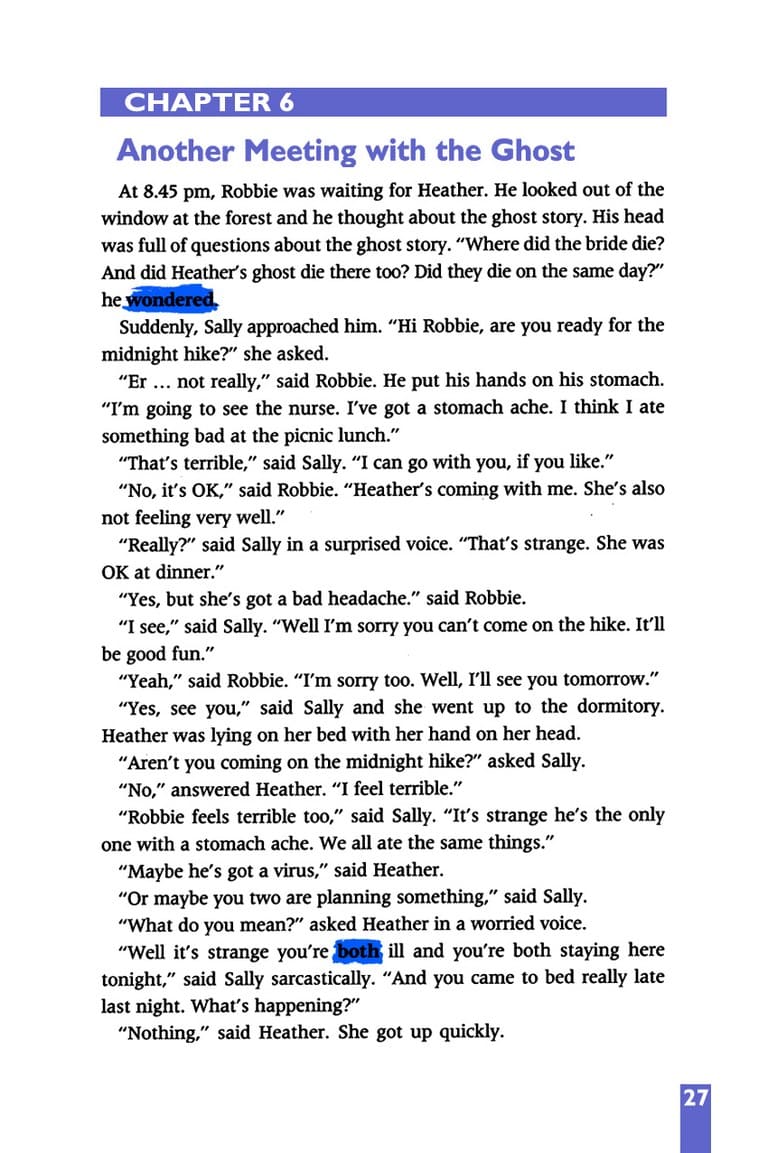 CHAPTER 6
Another Meeting with the Ghost
At 8.45 pm, Robbie was waiting for Heather. He looked out of the
window at the forest and he thought about the ghost story. His head
was full of questions about the ghost story. “Where did the bride die?
And did Heather’s ghost die there too? Did they die on the same day?”
he wondered.
Suddenly, Sally approached him. “Hi Robbie, are you ready for the
midnight hike?” she asked.
“Er ... not really,” said Robbie. He put his hands on his stomach.
“I’m going to see the nurse. I’ve got a stomach ache. I think I ate
something bad at the picnic lunch.”
“That’s terrible,” said Sally. “I can go with you, if you like.”
“No, it’s OK,” said Robbie. “Heather’s coming with me. She’s also
not feeling very well.”
“Really?” said Sally in a surprised voice. “That’s strange. She was
OK at dinner.”
“Yes, but she’s got a bad headache.” said Robbie.
“I see,” said Sally. “Well I’m sorry you can’t come on the hike. It’ll
be good fun.”
“Yeah,” said Robbie. “I’m sorry too. Well, I’ll see you tomorrow.”
“Yes, see you,” said Sally and she went up to the dormitory.
Heather was lying on her bed with her hand on her head.
“Aren’t you coming on the midnight hike?” asked Sally.
“No,” answered Heather. “I feel terrible.”
“Robbie feels terrible too,” said Sally. “It’s strange he’s the only
one with a stomach ache. We all ate the same things.”
“Maybe he’s got a virus,” said Heather.
“Or maybe you two are planning something,” said Sally.
“What do you mean?” asked Heather in a worried voice.
“Well it’s strange you’re both ill and you’re both staying here
tonight,” said Sally sarcastically. “And you came to bed really late
last night. What’s happening?”
“Nothing,” said Heather. She got up quickly.
27